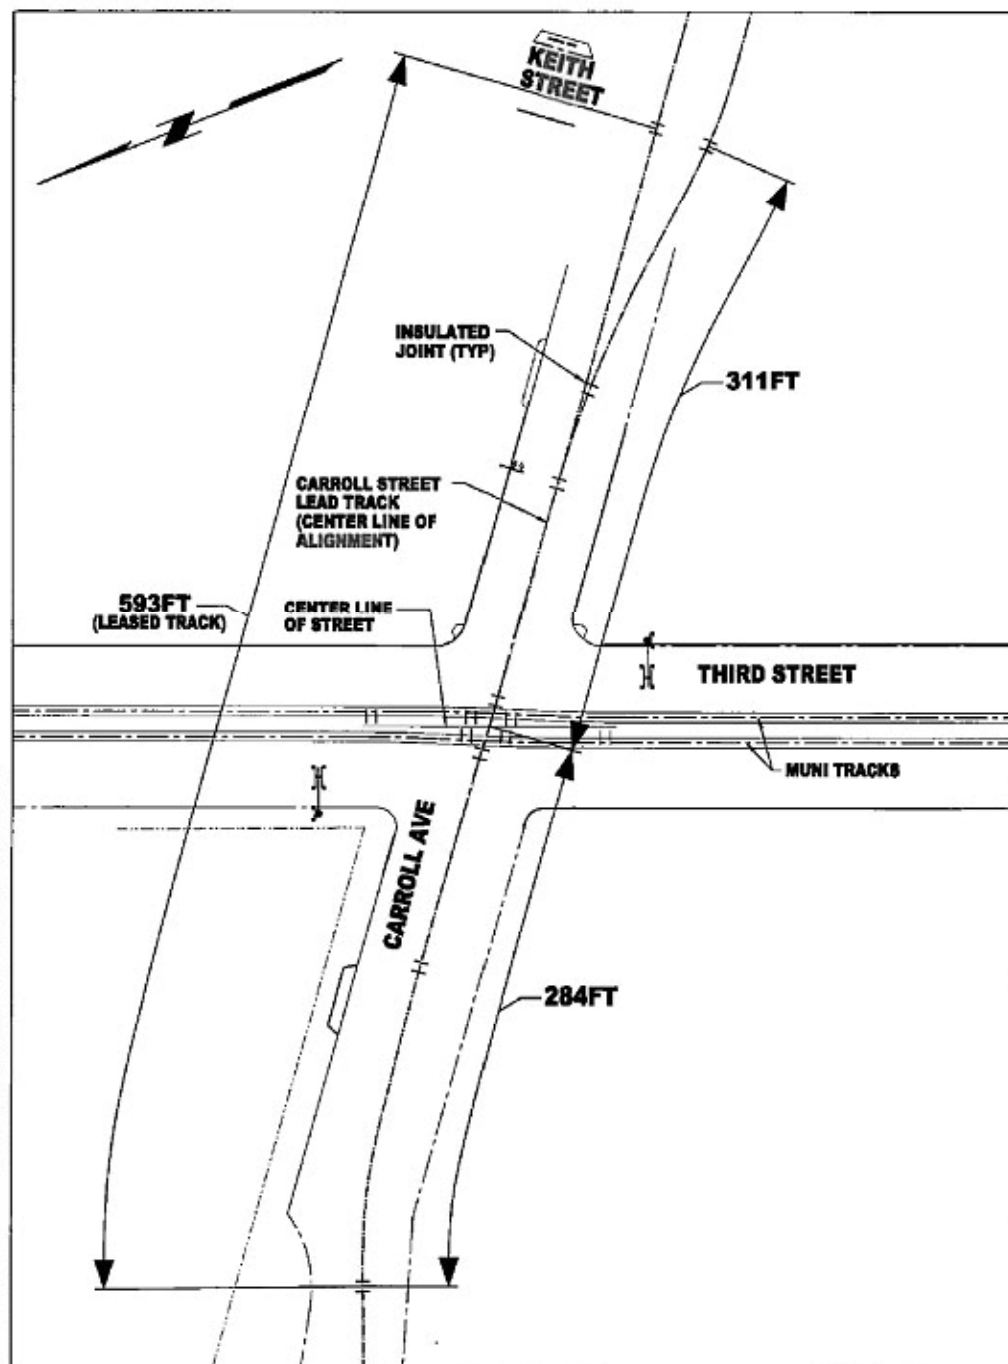 KEITH
STREET
INSULATED
JOINT (TYP)
311FT
CARROLL STREET
LEAD TRACK
(CENTER LINE OF
ALIGNMENT)
593FT
(LEASED TRACK)
CENTER LINE
OF STREET
THIRD STREET
MUNI TRACKS
CARROLL AVE
284FT